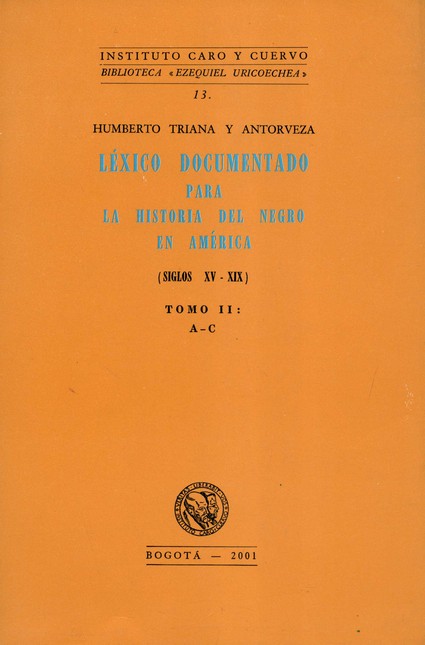 INSTITUTO CARO Y CUERVO
BIBLIOTECA «EZEQUIEL URICOECHEA»
13.
HUMBERTO TRIANA Y ANTORVEZA
LÉXICO DOCUMENTADO
PARA
LA HISTORIA DEL NEGRO
EN AMÉRICA
(SIGLOS XV - XIX)
TOMO II:
A-C
BOGOTÁ — 2001